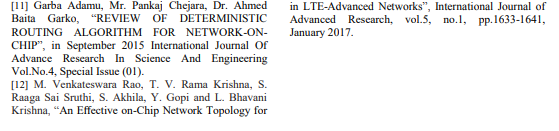 [11] Garba Adamu, Mr. Pankaj Chejara, Dr. Ahmed
Baita Garko, “REVIEW OF DETERMINISTIC
ROUTING ALGORITHM FOR NETWORK-ON-
CHIP”, in September 2015 International Journal Of
Advance Research In Science And Engineering
Vol.No.4, Special Issue (01).
[12] M. Venkateswara Rao, T. V. Rama Krishna, S.
Raaga Sai Sruthi, S. Akhila, Y. Gopi and L. Bhavani
Krishna, “An Effective on-Chip Network Topology for
in LTE-Advanced Networks”, International Journal of
Advanced Research, vol.5, no.1, pp.1633-1641,
January 2017.